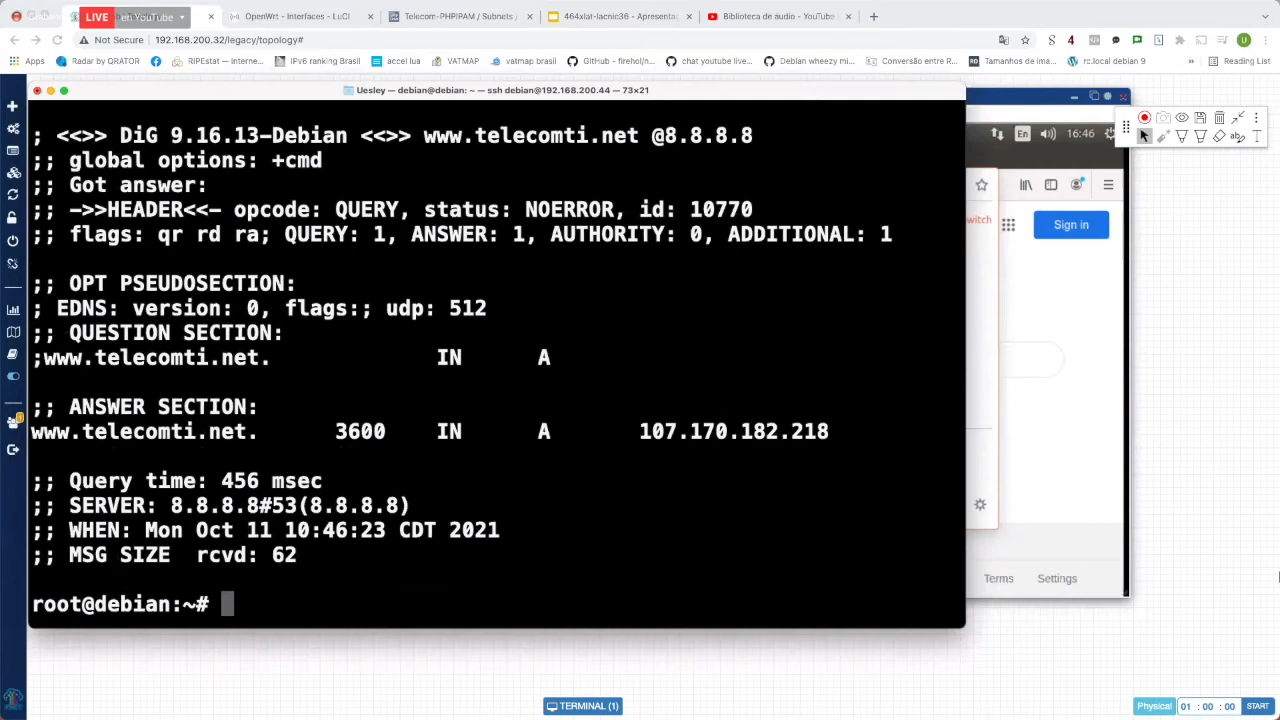 LIVE en YouTube
OpenWrt - Interfaces - LuCI
Telecom-PHPIPAM / Subnets /
464xlat-lacnic36 - Apresenta
Biblioteca de áudio - YouTube
Not Secure
192.168.200.32/legacy/topology#
U
Apps
Radar by QRATOR
RIPEstat — Interne...
IPv6 ranking Brasil
accel lua
VATMAP
vatmap brasil
GitHub - firehol/n...
chat youtube live...
Debian wheezy mi...
Conversão entre R...
Tamanhos de ima...
rc.local debian 9
»
Reading List
Uesley — debian@debian: ~ — ssh debian@192.168.200.44 — 73×21
; <<>> DiG 9.16.13-Debian <<>> www.telecomti.net @8.8.8.8
;; global options: +cmd
;; Got answer:
;; ->>HEADER<<- opcode: QUERY, status: NOERROR, id: 10770
;; flags: qr rd ra; QUERY: 1, ANSWER: 1, AUTHORITY: 0, ADDITIONAL: 1
;; OPT PSEUDOSECTION:
; EDNS: version: 0, flags:; udp: 512
;; QUESTION SECTION:
;www.telecomti.net. IN A
;; ANSWER SECTION:
www.telecomti.net. 3600 IN A 107.170.182.218
;; Query time: 456 msec
;; SERVER: 8.8.8.8#53(8.8.8.8)
;; WHEN: Mon Oct 11 10:46:23 CDT 2021
;; MSG SIZE rcvd: 62
root@debian:~#
En
16:46
witch
Sign in
Terms
Settings
TERMINAL (1)
Physical
01 : 00 : 00
START